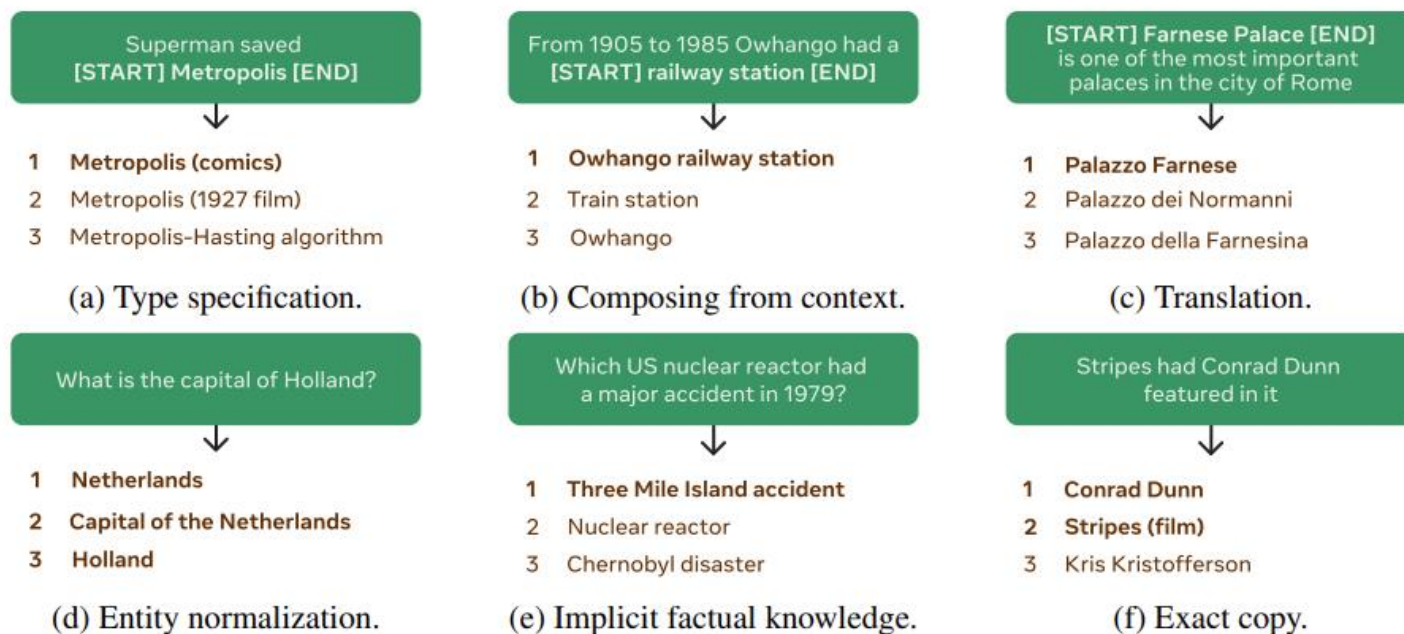 Superman saved
[START] Metropolis [END]
1 Metropolis (comics)
2 Metropolis (1927 film)
3 Metropolis-Hasting algorithm
(a) Type specification.
From 1905 to 1985 Owhango had a
[START] railway station [END]
1 Owhango railway station
2 Train station
3 Owhango
(b) Composing from context.
[START] Farnese Palace [END]
is one of the most important
palaces in the city of Rome
1 Palazzo Farnese
2 Palazzo dei Normanni
3 Palazzo della Farnesina
(c) Translation.
What is the capital of Holland?
1 Netherlands
2 Capital of the Netherlands
3 Holland
(d) Entity normalization.
Which US nuclear reactor had
a major accident in 1979?
1 Three Mile Island accident
2 Nuclear reactor
3 Chernobyl disaster
(e) Implicit factual knowledge.
Stripes had Conrad Dunn
featured in it
1 Conrad Dunn
2 Stripes (film)
3 Kris Kristofferson
(f) Exact copy.